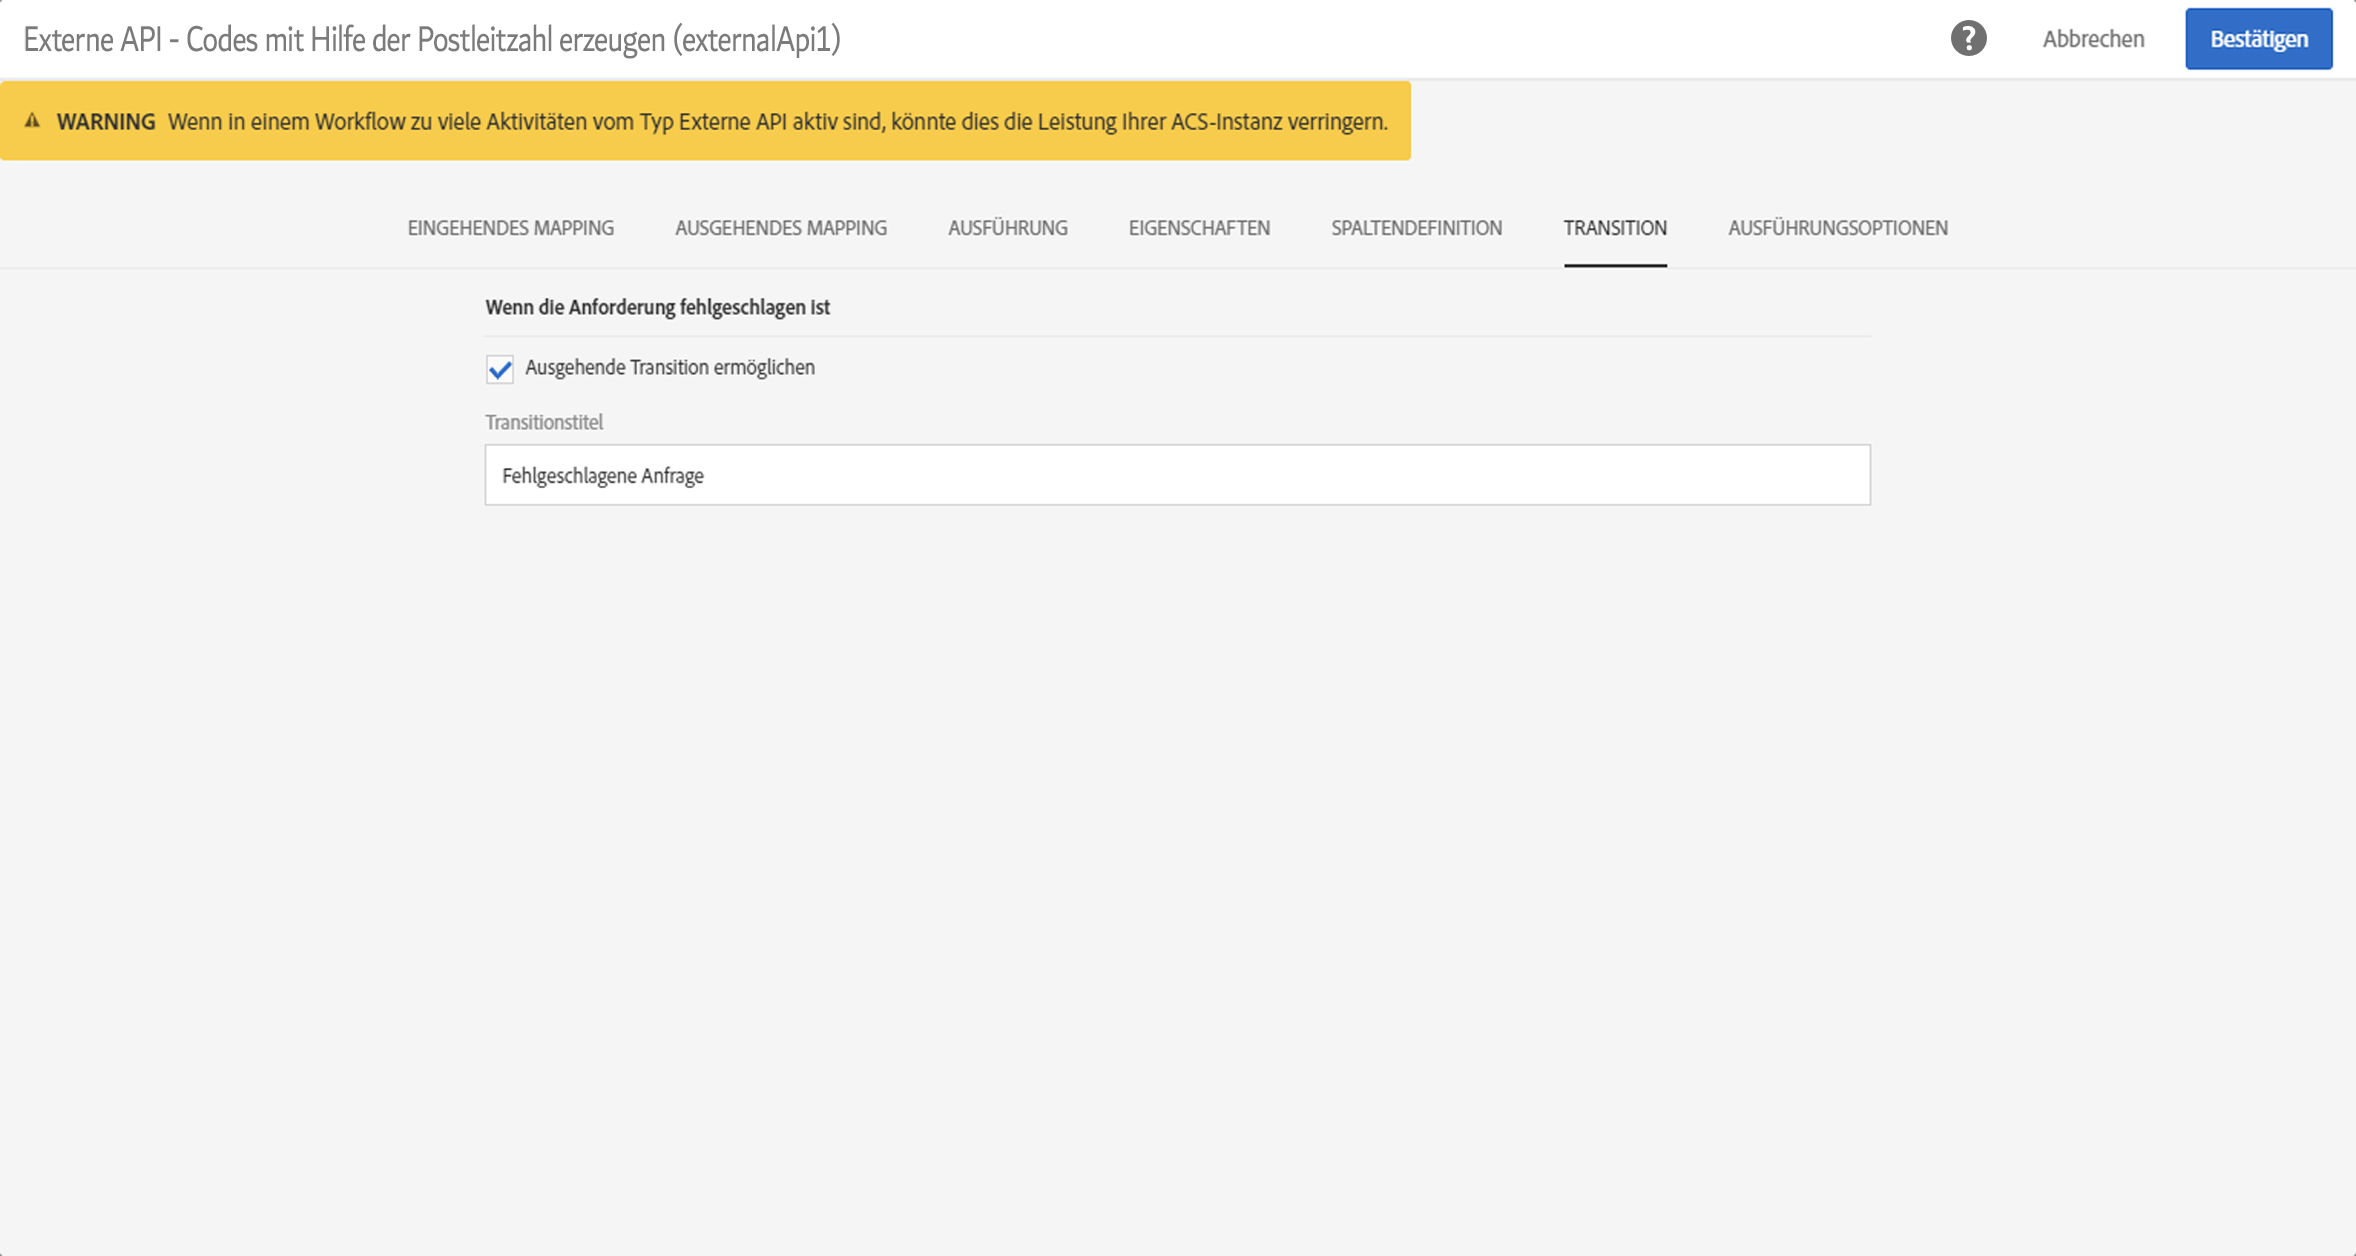 Externe API - Codes mit Hilfe der Postleitzahl erzeugen (externalApi1)
?
Abbrechen
Bestätigen
WARNING Wenn in einem Workflow zu viele Aktivitäten vom Typ Externe API aktiv sind, könnte dies die Leistung Ihrer ACS-Instanz verringern.
EINGEHENDES MAPPING
AUSGEHENDES MAPPING
AUSFÜHRUNG
EIGENSCHAFTEN
SPALTENDEFINITION
TRANSITION
AUSFÜHRUNGSOPTIONEN
Wenn die Anforderung fehlgeschlagen ist
Ausgehende Transition ermöglichen
Transitionstitel
Fehlgeschlagene Anfrage